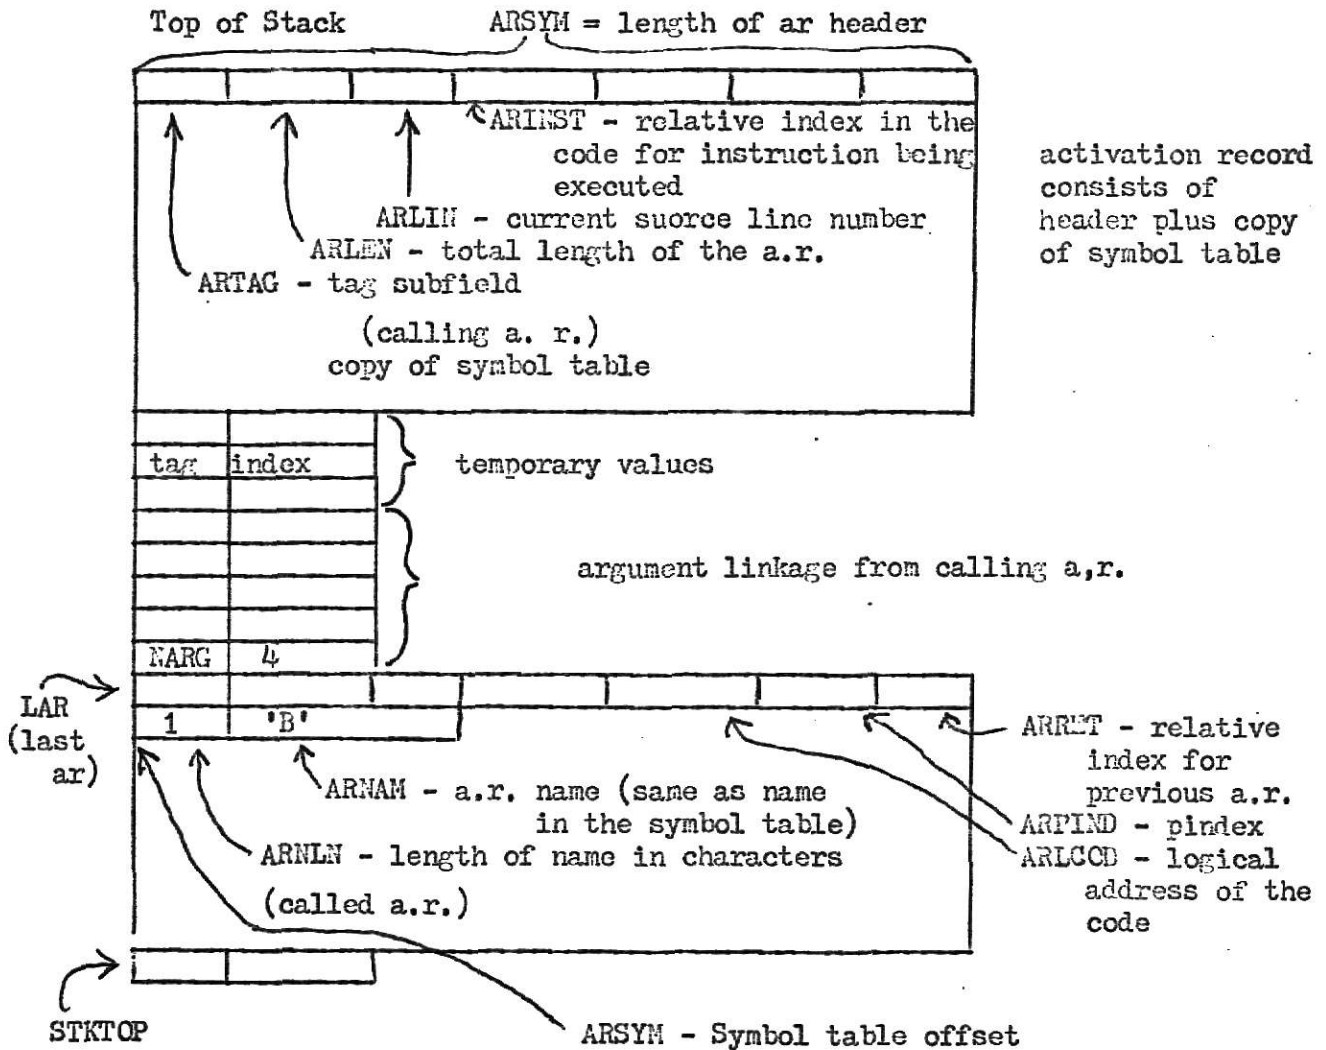 Top of Stack
ARSYM = length of ar header
ARINST - relative index in the
code for instruction being
executed
ARLIN - current suorce line number
ARLEN - total length of the a.r.
ARTAG - tag subfield
(calling a. r.)
copy of symbol table
activation record
consists of
header plus copy
of symbol table
tag index
temporary values
argument linkage from calling a,r.
NARG 4
LAR
(last
ar)
1 'B'
ARNAM - a.r. name (same as name
in the symbol table)
ARNLN - length of name in characters
(called a.r.)
ARRET - relative
index for
previous a.r.
ARPIND - pindex
ARLCOD - logical
address of the
code
STKTOP
ARSYM - Symbol table offset